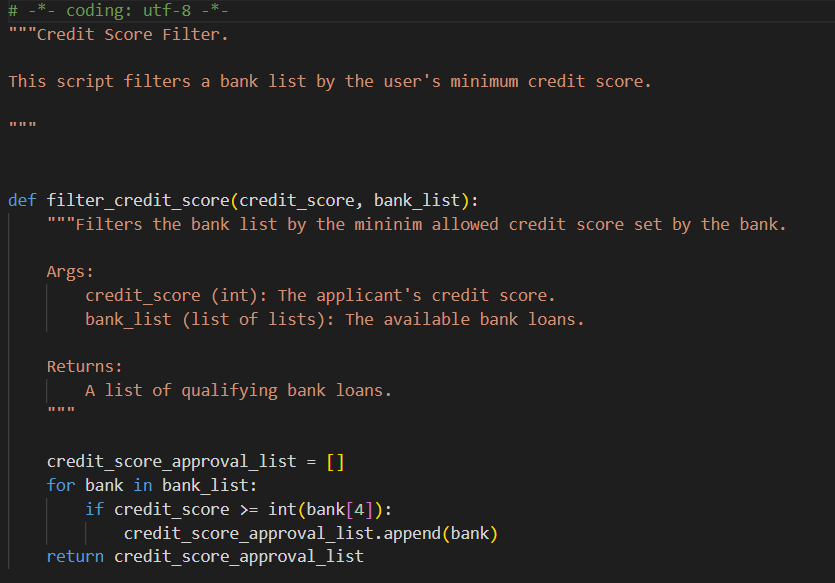 # -*- coding: utf-8 -*-
"""Credit Score Filter.

This script filters a bank list by the user's minimum credit score.

"""


def filter_credit_score(credit_score, bank_list):
    """Filters the bank list by the mininim allowed credit score set by the bank.

    Args:
        credit_score (int): The applicant's credit score.
        bank_list (list of lists): The available bank loans.

    Returns:
        A list of qualifying bank loans.
    """

    credit_score_approval_list = []
    for bank in bank_list:
        if credit_score >= int(bank[4]):
            credit_score_approval_list.append(bank)
    return credit_score_approval_list